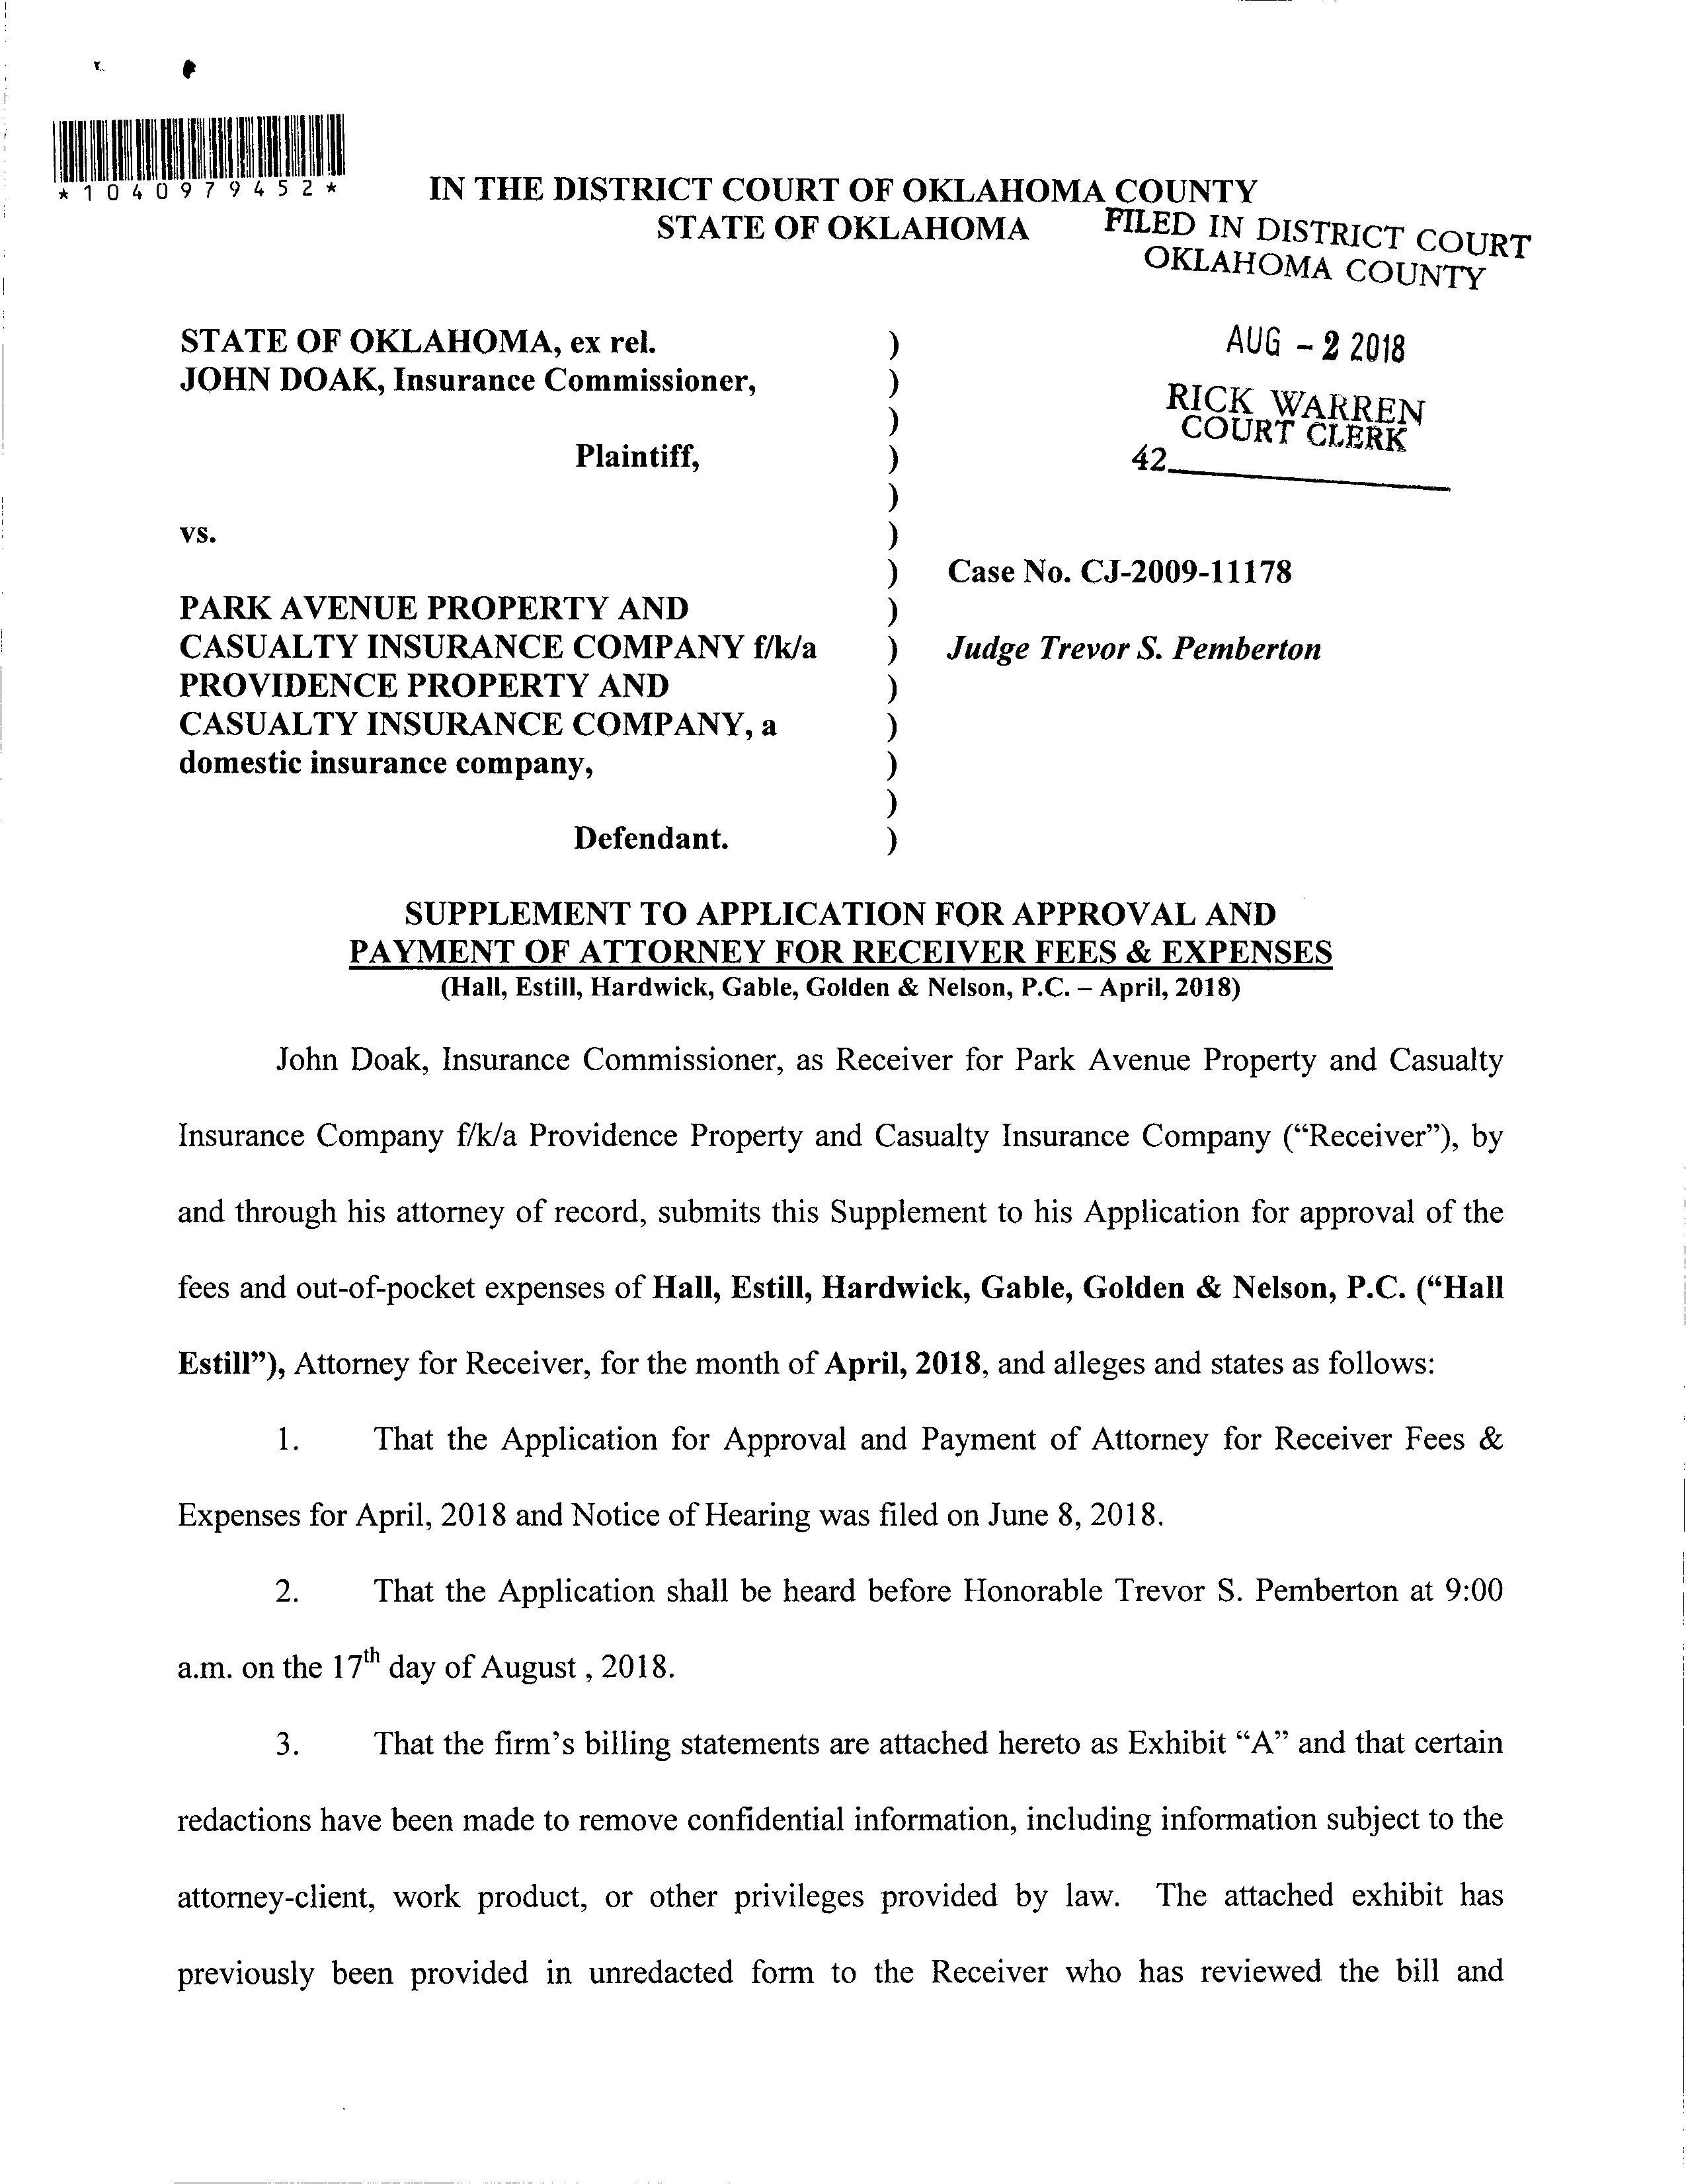 *1040979452*
IN THE DISTRICT COURT OF OKLAHOMA COUNTY
STATE OF OKLAHOMA
FILED IN DISTRICT COURT
OKLAHOMA COUNTY
STATE OF OKLAHOMA, ex rel. )
AUG - 2 2018
JOHN DOAK, Insurance Commissioner, )
RICK WARREN
)
COURT CLERK
Plaintiff, )
42
)
vs. )
) Case No. CJ-2009-11178
PARK AVENUE PROPERTY AND )
CASUALTY INSURANCE COMPANY f/k/a ) Judge Trevor S. Pemberton
PROVIDENCE PROPERTY AND )
CASUALTY INSURANCE COMPANY, a )
domestic insurance company, )
)
Defendant. )
SUPPLEMENT TO APPLICATION FOR APPROVAL AND
PAYMENT OF ATTORNEY FOR RECEIVER FEES & EXPENSES
(Hall, Estill, Hardwick, Gable, Golden & Nelson, P.C. – April, 2018)
John Doak, Insurance Commissioner, as Receiver for Park Avenue Property and Casualty
Insurance Company f/k/a Providence Property and Casualty Insurance Company (“Receiver”), by
and through his attorney of record, submits this Supplement to his Application for approval of the
fees and out-of-pocket expenses of Hall, Estill, Hardwick, Gable, Golden & Nelson, P.C. (“Hall
Estill”), Attorney for Receiver, for the month of April, 2018, and alleges and states as follows:
1. That the Application for Approval and Payment of Attorney for Receiver Fees &
Expenses for April, 2018 and Notice of Hearing was filed on June 8, 2018.
2. That the Application shall be heard before Honorable Trevor S. Pemberton at 9:00
a.m. on the 17th day of August , 2018.
3. That the firm’s billing statements are attached hereto as Exhibit “A” and that certain
redactions have been made to remove confidential information, including information subject to the
attorney-client, work product, or other privileges provided by law. The attached exhibit has
previously been provided in unredacted form to the Receiver who has reviewed the bill and